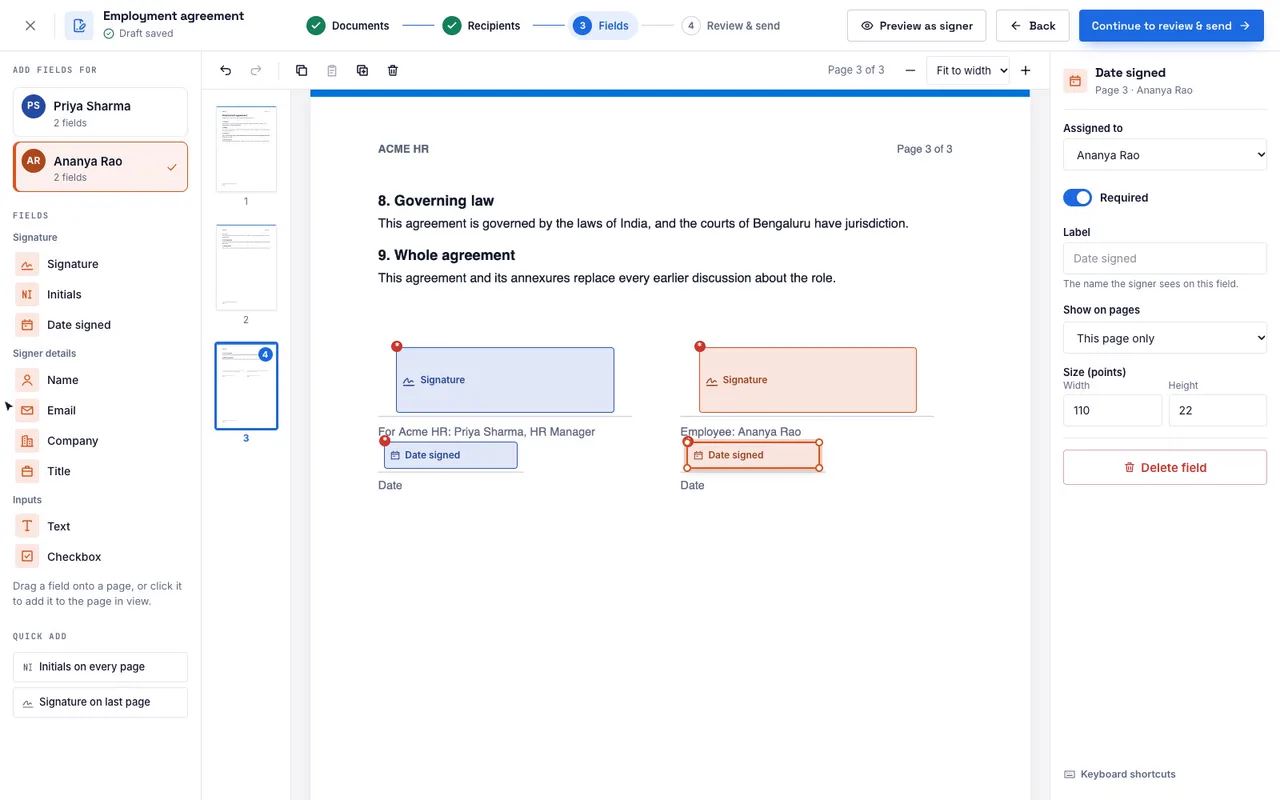 Employment agreement
Draft saved
Documents
Recipients
3 Fields
4 Review & send
Preview as signer
Back
Continue to review & send
ADD FIELDS FOR
PS Priya Sharma
2 fields
AR Ananya Rao
2 fields
FIELDS
Signature
Signature
NI Initials
Date signed
Signer details
Name
Email
Company
Title
Inputs
Text
Checkbox
Drag a field onto a page, or click it
to add it to the page in view.
QUICK ADD
NI Initials on every page
Signature on last page
Page 3 of 3
Fit to width
1
2
4
3
ACME HR
Page 3 of 3
8. Governing law
This agreement is governed by the laws of India, and the courts of Bengaluru have jurisdiction.
9. Whole agreement
This agreement and its annexures replace every earlier discussion about the role.
Signature
Signature
For Acme HR: Priya Sharma, HR Manager
Employee: Ananya Rao
Date signed
Date signed
Date
Date
Date signed
Page 3 · Ananya Rao
Assigned to
Ananya Rao
Required
Label
Date signed
The name the signer sees on this field.
Show on pages
This page only
Size (points)
Width
Height
110
22
Delete field
Keyboard shortcuts